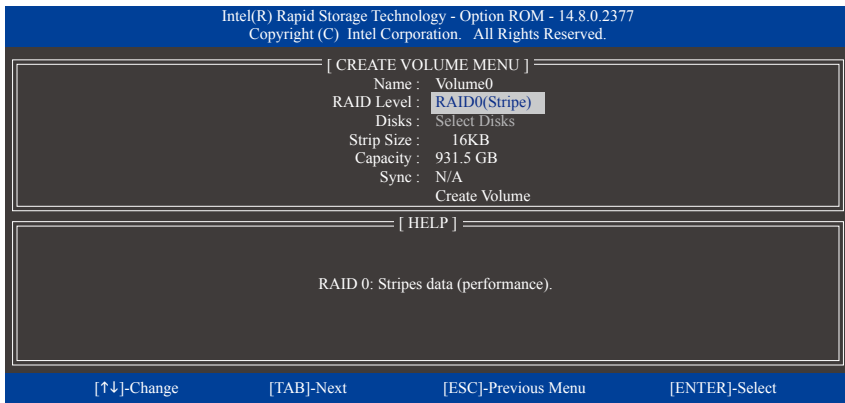 Intel(R) Rapid Storage Technology - Option ROM - 14.8.0.2377
Copyright (C) Intel Corporation. All Rights Reserved.
[ CREATE VOLUME MENU ]
Name : Volume0
RAID Level : RAID0(Stripe)
Disks : Select Disks
Strip Size : 16KB
Capacity : 931.5 GB
Sync : N/A
Create Volume
[ HELP ]
RAID 0: Stripes data (performance).
[↑↓]-Change [TAB]-Next [ESC]-Previous Menu [ENTER]-Select